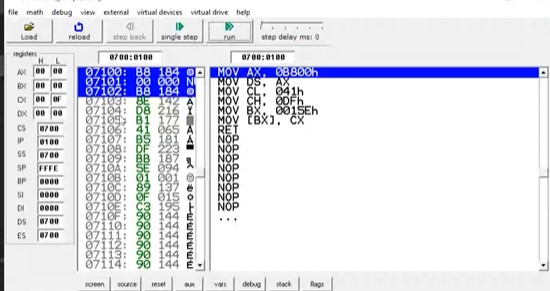 file math debug view external virtual devices virtual drive help
Load reload step back single step run step delay ms: 0
registers 0700:0100 0700:0100
H L
AX 00 00
BX 00 00
CX 00 0F
DX 00 00
CS 0700
IP 0100
SS 0700
SP FFFE
BP 0000
SI 0000
DI 0000
DS 0700
ES 0700
07100: B8 184
07101: 00 000
07102: B8 184
07103: 8E 142
07104: D8 216
07105: B1 177
07106: 41 065 A
07107: B5 181
07108: DF 223
07109: BB 187
0710A: 5E 094
0710B: 01 001
0710C: 89 137
0710D: 0F 015
0710E: C3 195
0710F: 90 144 É
07110: 90 144 É
07111: 90 144 É
07112: 90 144 É
07113: 90 144 É
07114: 90 144 É
MOV AX, 0B800h
MOV DS, AX
MOV CL, 041h
MOV CH, 0DFh
MOV BX, 0015Eh
MOV [BX], CX
RET
NOP
NOP
NOP
NOP
NOP
NOP
NOP
NOP
...
screen source reset aux vars debug stack flags